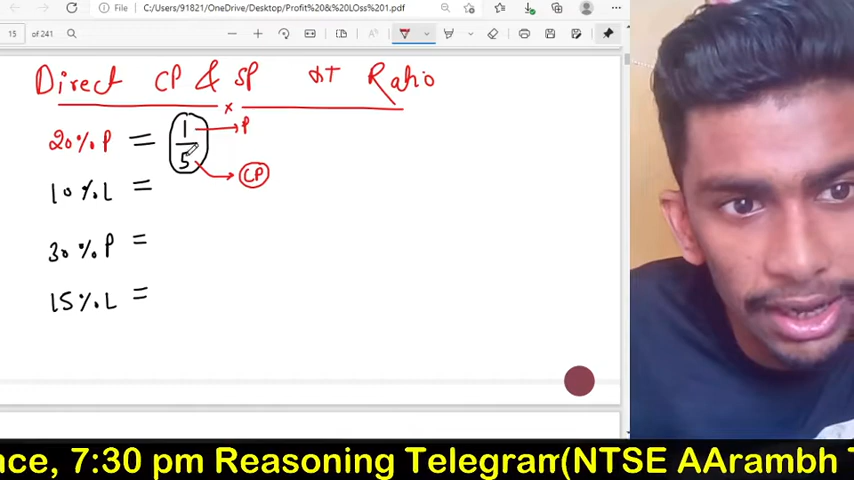 File C:/Users/91821/OneDrive/Desktop/Profit%20&%20LOss%201.pdf
15 of 241
Direct CP & SP Ratio
x
20%P = 1/5 → P
→ CP
10%L =
30%P =
15%L =
nce, 7:30 pm Reasoning Telegram(NTSE AArambh T